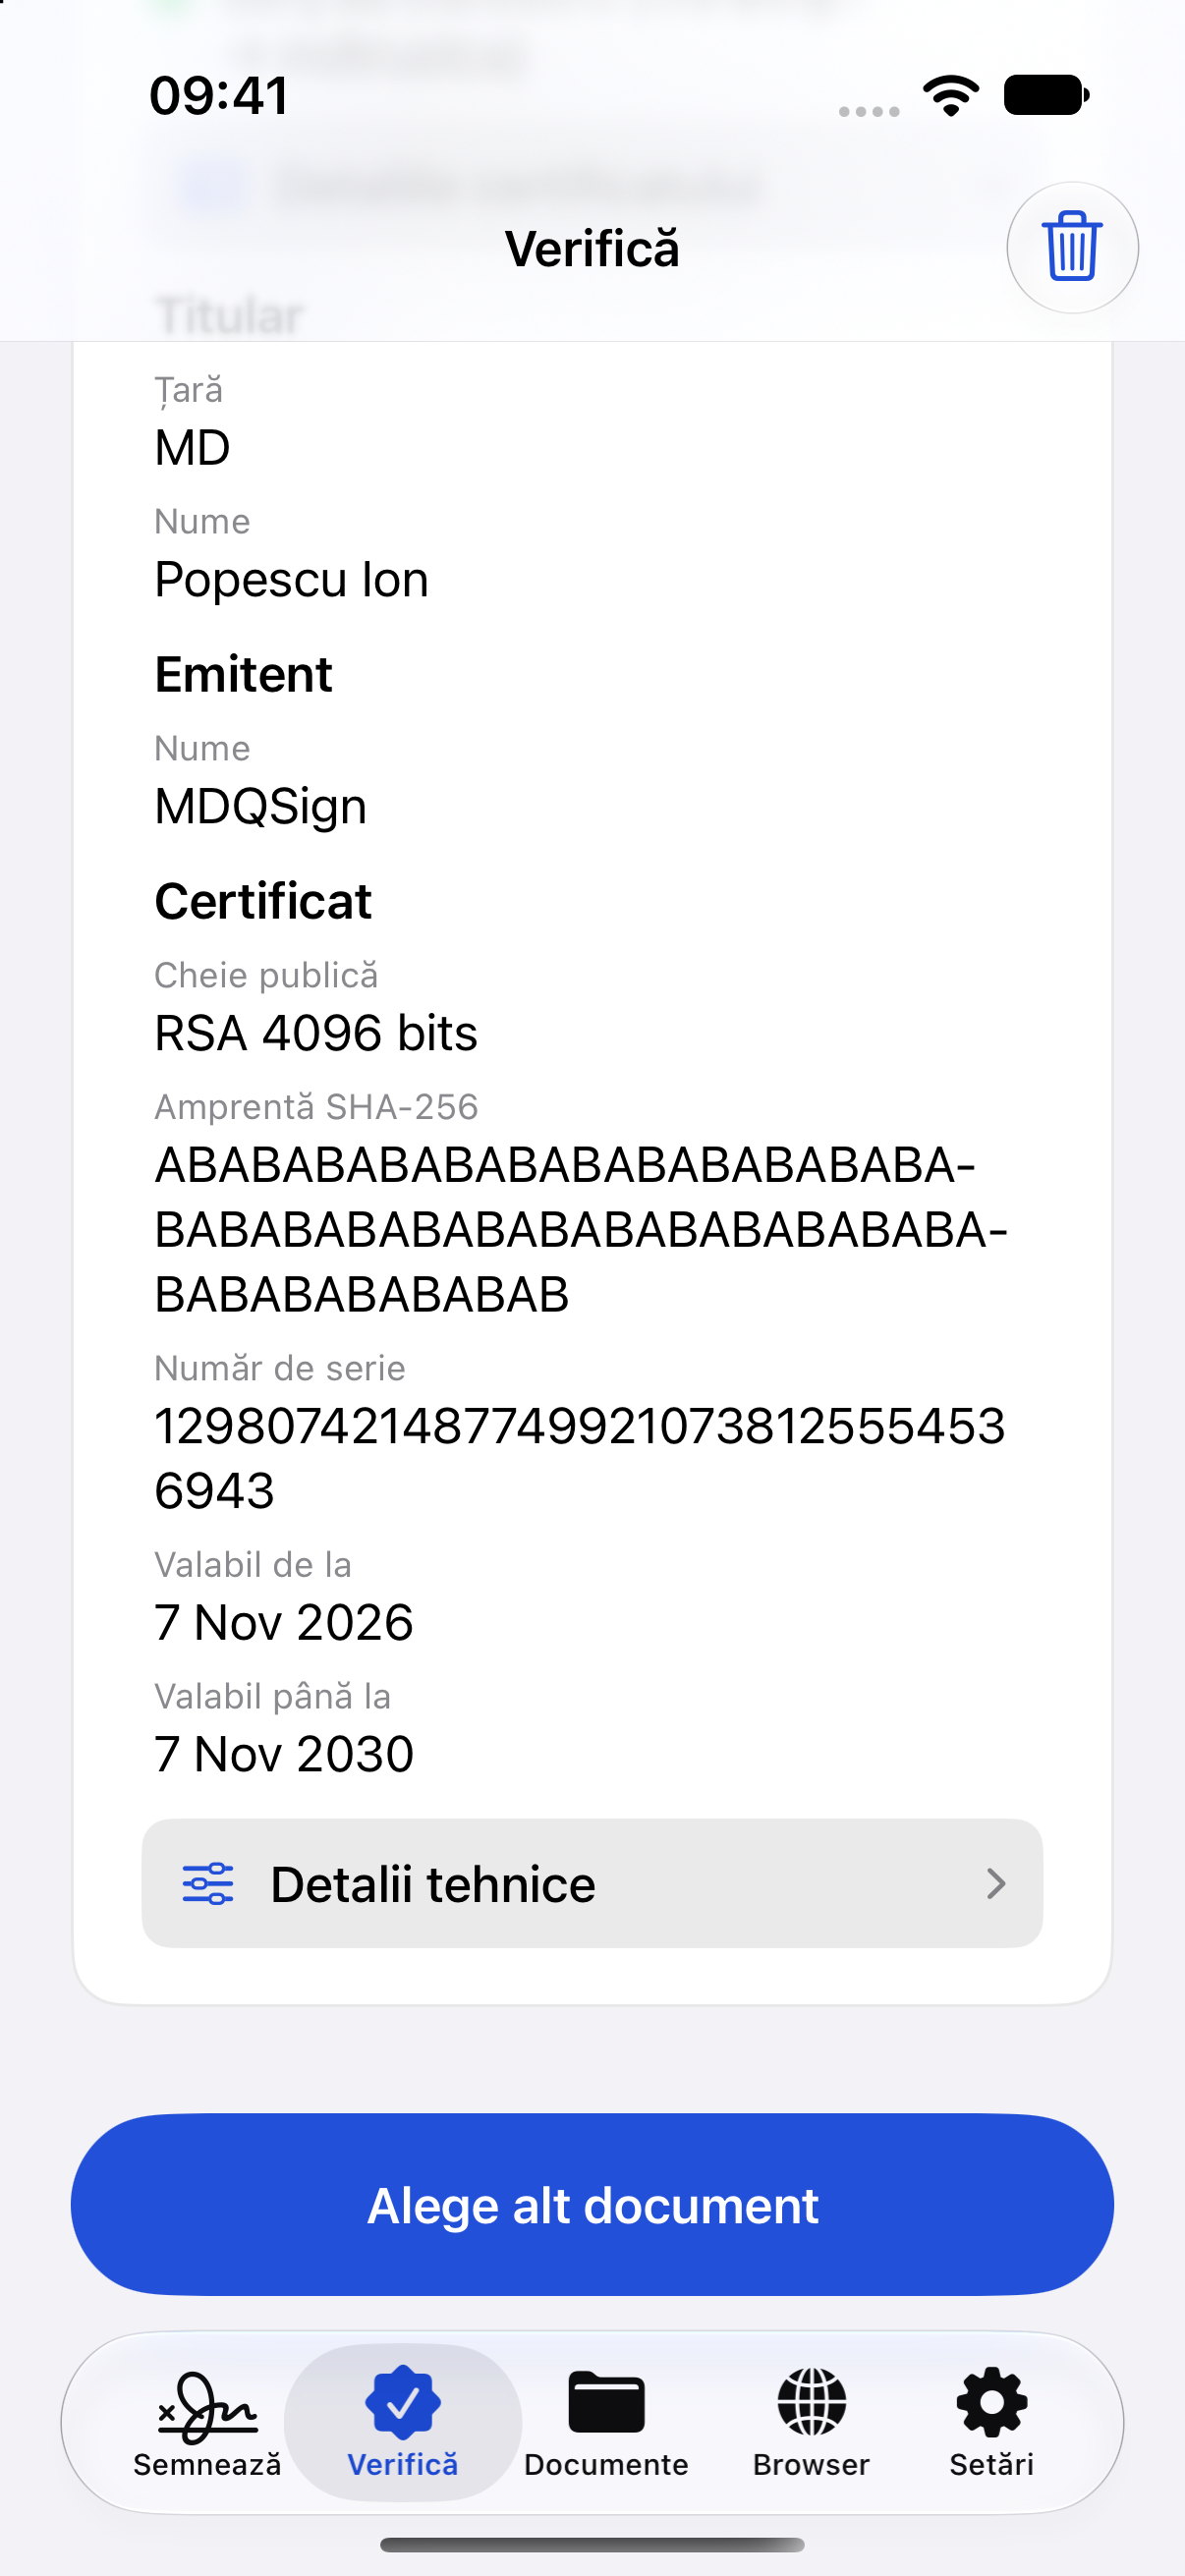 09:41
Verifică
Titular
Țară
MD
Nume
Popescu Ion
Emitent
Nume
MDQSign
Certificat
Cheie publică
RSA 4096 bits
Amprentă SHA-256
ABABABABABABABABABABABABA-
BABABABABABABABABABABABABA-
BABABABABABAB
Număr de serie
129807421487749921073812555453
6943
Valabil de la
7 Nov 2026
Valabil până la
7 Nov 2030
Detalii tehnice
Alege alt document
Semnează
Verifică
Documente
Browser
Setări